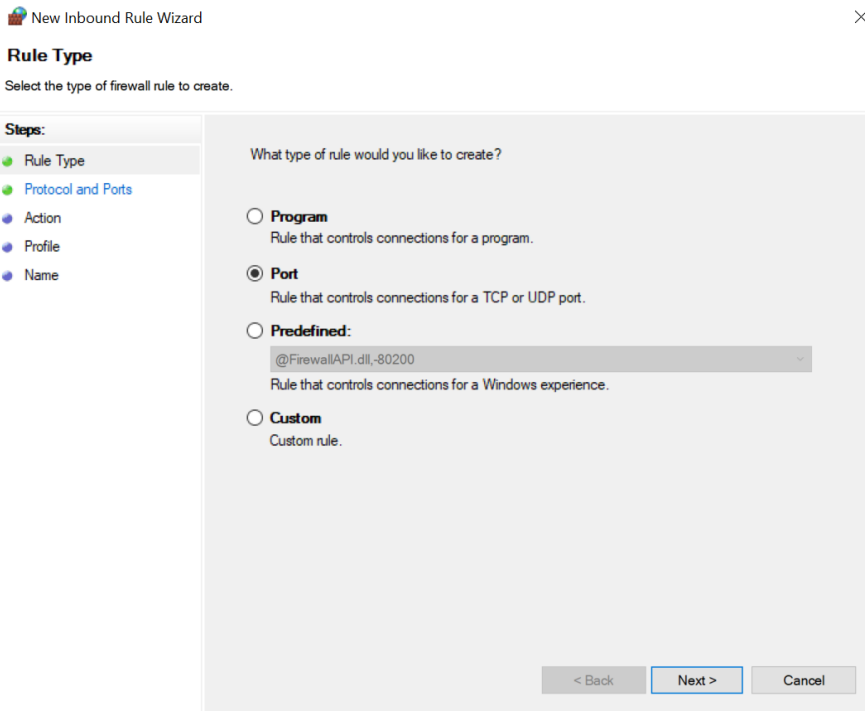 New Inbound Rule Wizard
Rule Type
Select the type of firewall rule to create.
Steps:
Rule Type
Protocol and Ports
Action
Profile
Name
What type of rule would you like to create?
Program
Rule that controls connections for a program.
Port
Rule that controls connections for a TCP or UDP port.
Predefined:
@FirewallAPI.dll,-80200
Rule that controls connections for a Windows experience.
Custom
Custom rule.
< Back
Next >
Cancel